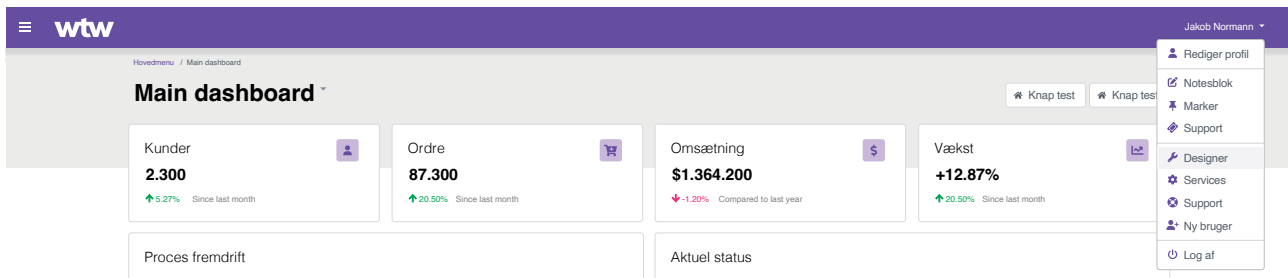 wtw
Jakob Normann
Hovedmenu / Main dashboard
Main dashboard
Knap test
Knap test
Rediger profil
Notesblok
Marker
Support
Designer
Services
Support
Ny bruger
Log af
Kunder
2.300
5.27% Since last month
Ordre
87.300
20.50% Since last month
Omsætning
$
$1.364.200
-1.20% Compared to last year
Vækst
+12.87%
20.50% Since last month
Proces fremdrift
Aktuel status